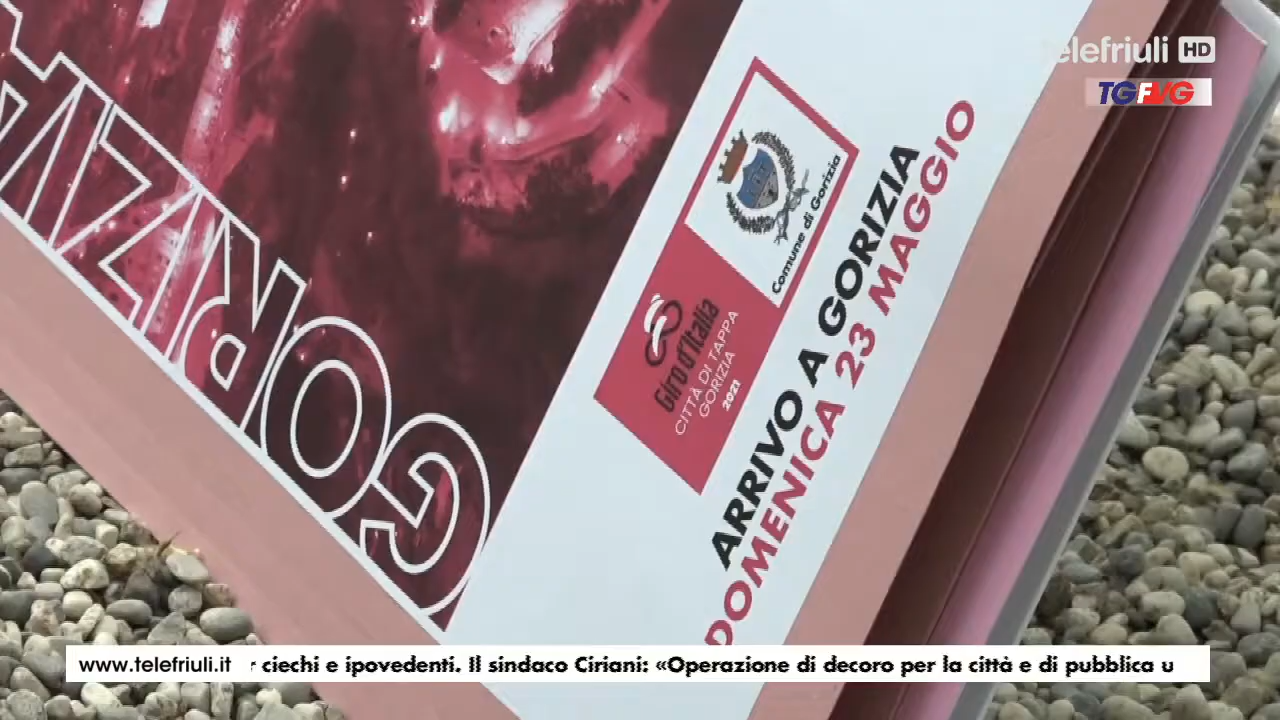 Telefriuli HD
TGFVG
GORIZIA
Comune di Gorizia
Giro d'Italia
CITTÀ DI TAPPA
GORIZIA
2021
ARRIVO A GORIZIA
DOMENICA 23 MAGGIO
www.telefriuli.it
r ciechi e ipovedenti. Il sindaco Ciriani: «Operazione di decoro per la città e di pubblica u